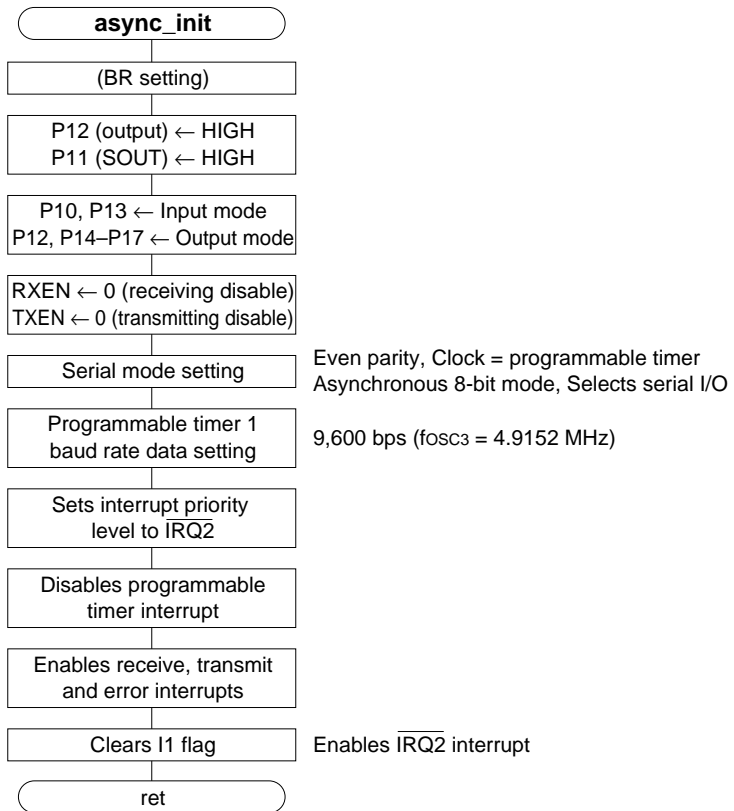 async_init
(BR setting)
P12 (output) ← HIGH
P11 (SOUT) ← HIGH
P10, P13 ← Input mode
P12, P14–P17 ← Output mode
RXEN ← 0 (receiving disable)
TXEN ← 0 (transmitting disable)
Serial mode setting
Even parity, Clock = programmable timer
Asynchronous 8-bit mode, Selects serial I/O
Programmable timer 1
baud rate data setting
9,600 bps (fOSC3 = 4.9152 MHz)
Sets interrupt priority
level to I̅R̅Q̅2̅
Disables programmable
timer interrupt
Enables receive, transmit
and error interrupts
Clears I1 flag
Enables I̅R̅Q̅2̅ interrupt
ret